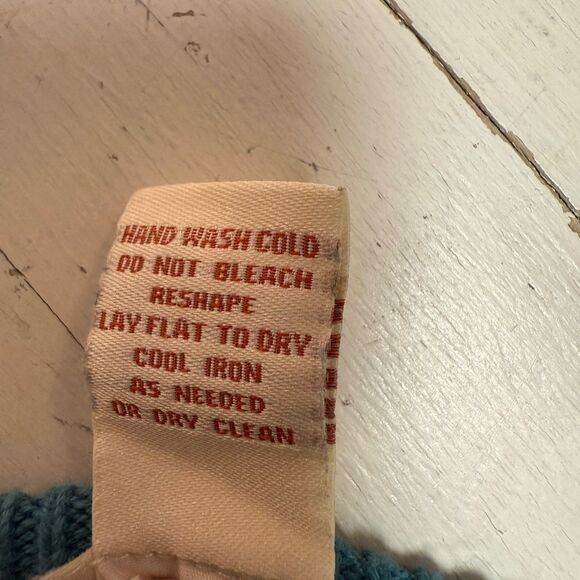 HAND WASH COLD
DO NOT BLEACH
RESHAPE
LAY FLAT TO DRY
COOL IRON
AS NEEDED
OR DRY CLEAN